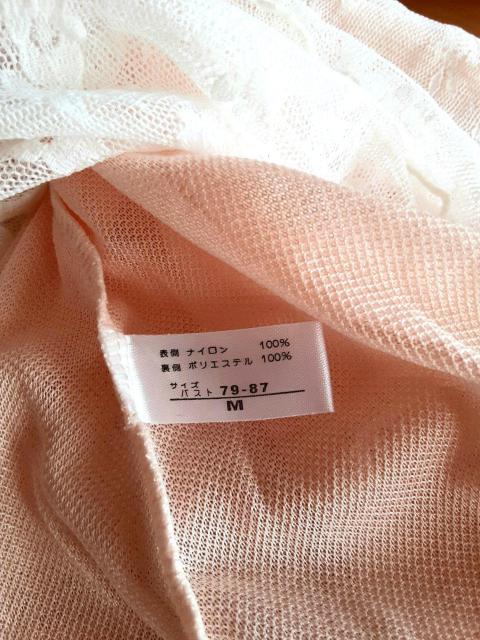 表側 ナイロン 100%
裏側 ポリエステル 100%
サイズ
バスト 79-87
M